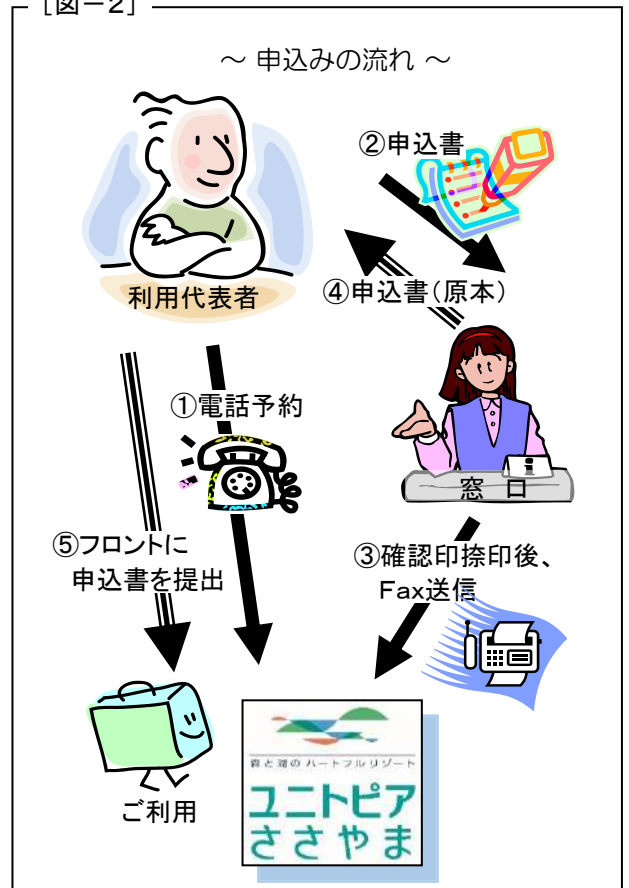 [図-2]
～ 申込みの流れ ～
②申込書
利用代表者
④申込書(原本)
①電話予約
窓 口
⑤フロントに
申込書を提出
③確認印捺印後、
Fax送信
ご利用
森と湖のハートフルリゾート
ユニトピア
ささやま